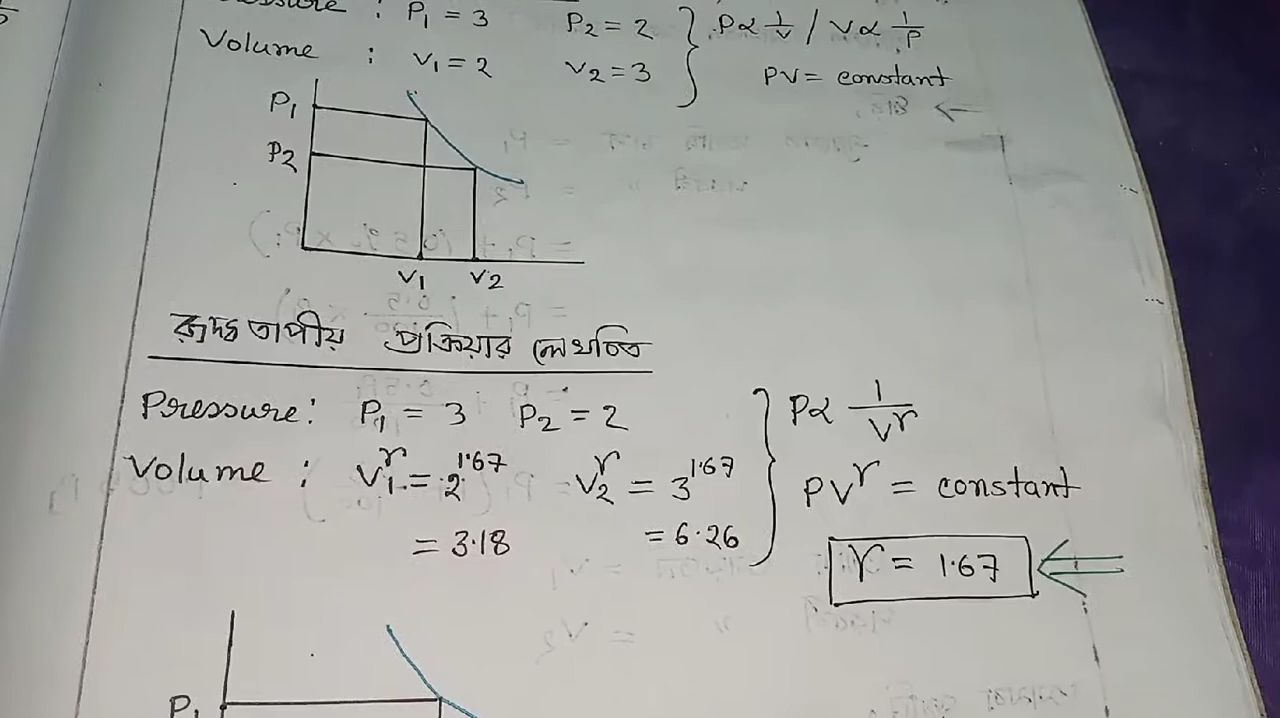 : P₁ = 3 P₂ = 2 P∝ 1/V / V∝ 1/P
Volume : V₁ = 2 V₂ = 3 PV = constant
P₁
P₂
V₁ V₂
রুদ্ধতাপীয় প্রক্রিয়ার লেখচিত্র
Pressure: P₁ = 3 P₂ = 2 P∝ 1/V^γ
Volume : V₁^γ = 2^1.67 V₂^γ = 3^1.67 PV^γ = constant
= 3.18 = 6.26 γ = 1.67
P₁